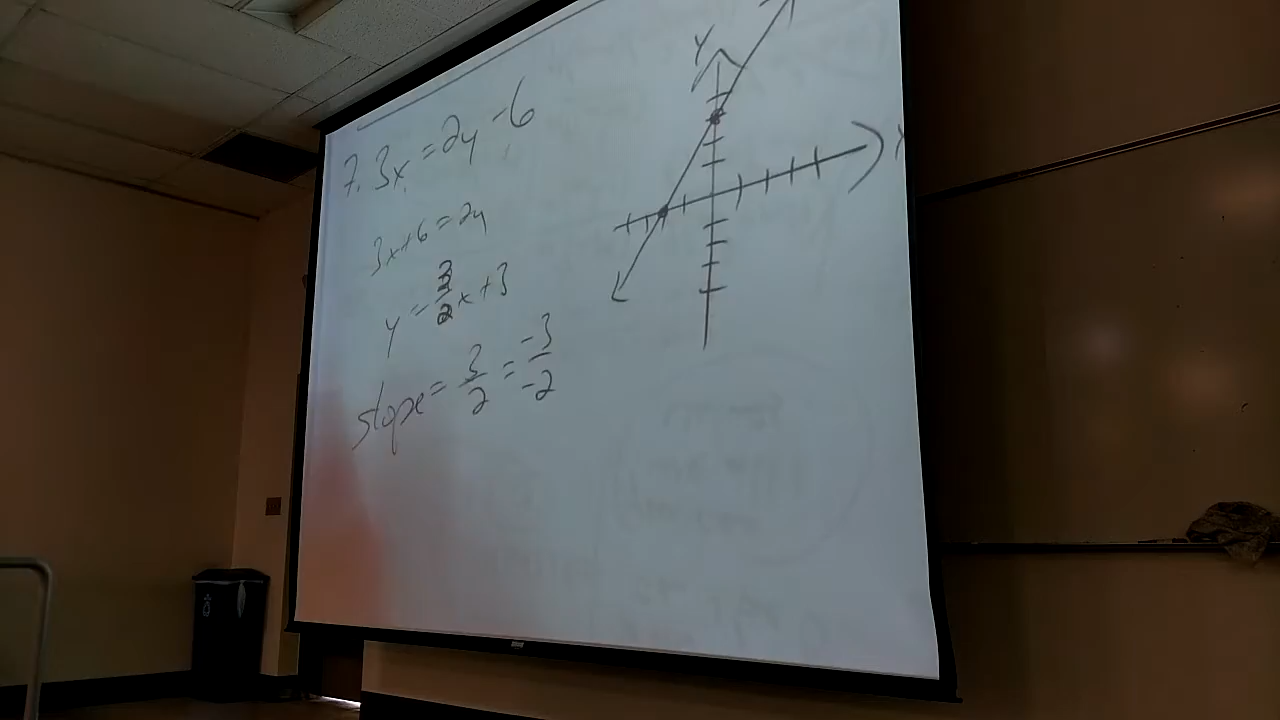 7. 3x = 2y - 6
3x + 6 = 2y
y = 3/2 x + 3
slope = 3/2 = -3/-2
y
x